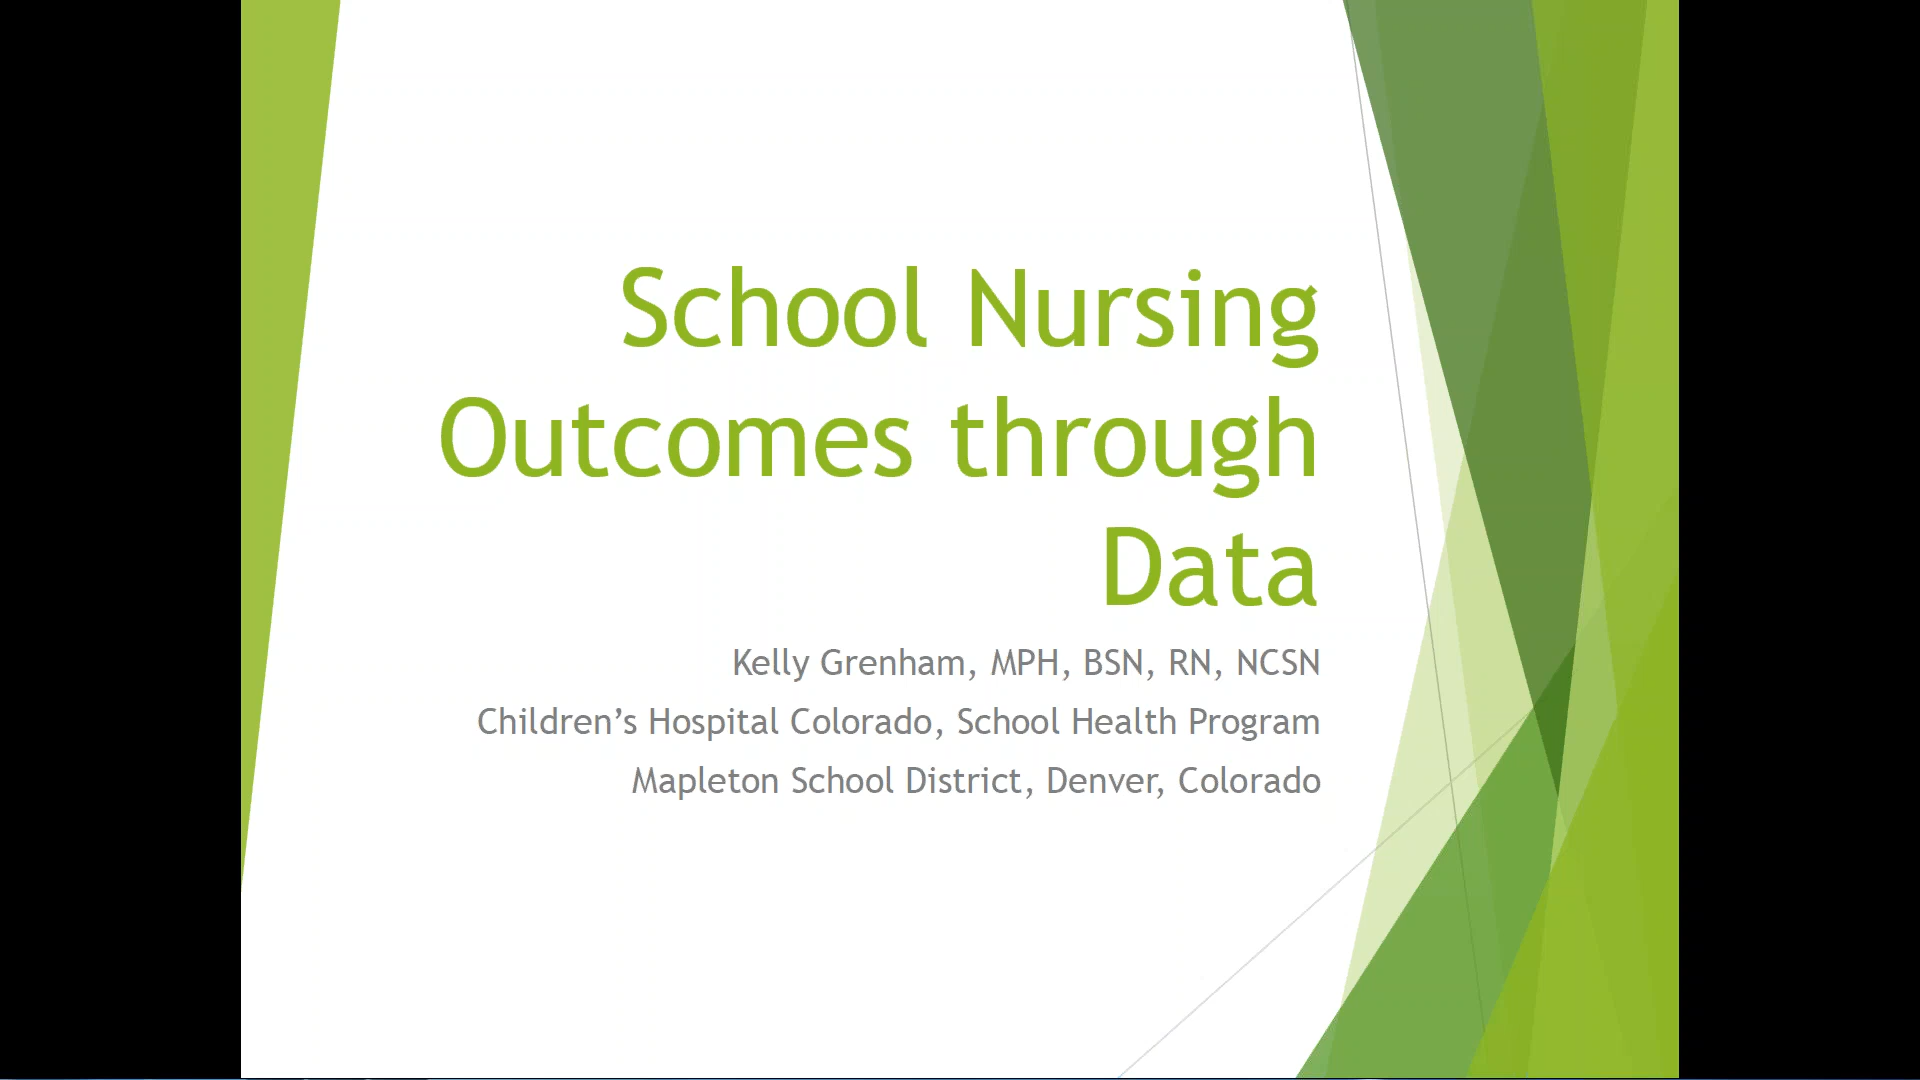 School Nursing
Outcomes through
Data
Kelly Grenham, MPH, BSN, RN, NCSN
Children’s Hospital Colorado, School Health Program
Mapleton School District, Denver, Colorado